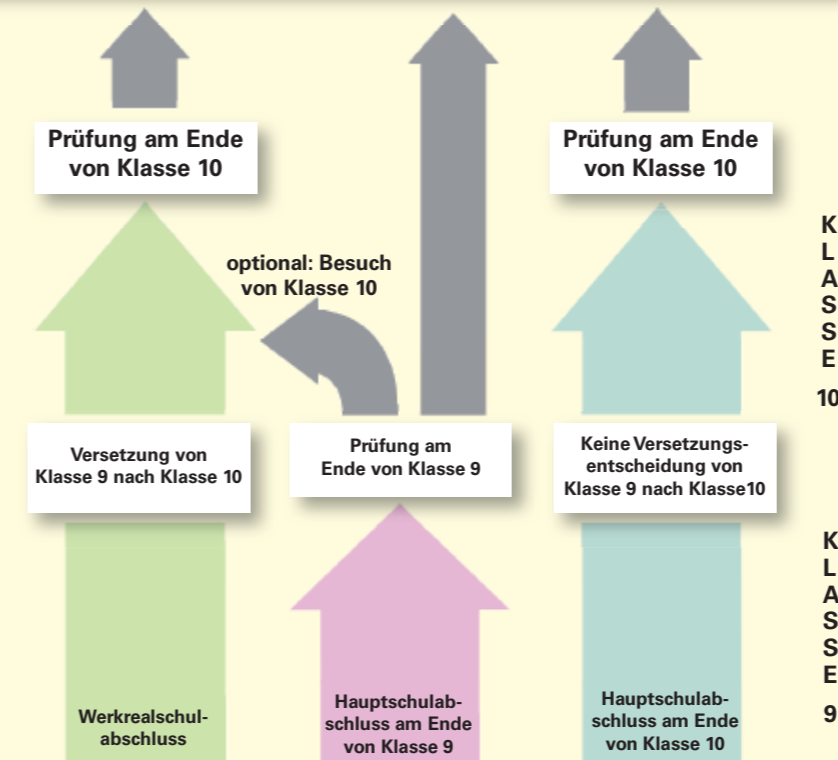 Prüfung am Ende
von Klasse 10
Prüfung am Ende
von Klasse 10
optional: Besuch
von Klasse 10
K
L
A
S
S
E
10
Versetzung von
Klasse 9 nach Klasse 10
Prüfung am
Ende von Klasse 9
Keine Versetzungs-
entscheidung von
Klasse 9 nach Klasse10
K
L
A
S
S
E
9
Werkrealschul-
abschluss
Hauptschulab-
schluss am Ende
von Klasse 9
Hauptschulab-
schluss am Ende
von Klasse 10